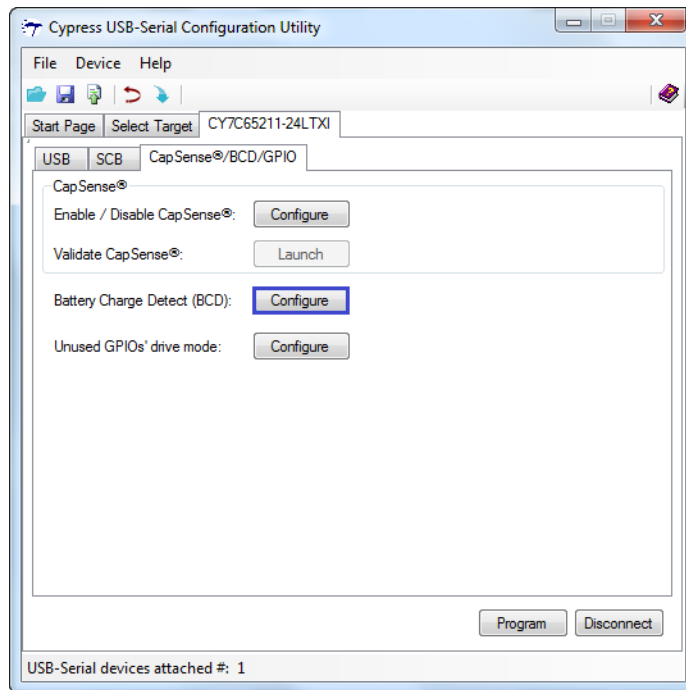 Cypress USB-Serial Configuration Utility
File Device Help
Start Page Select Target CY7C65211-24LTXI
USB SCB CapSense®/BCD/GPIO
CapSense®
Enable / Disable CapSense®: Configure
Validate CapSense®: Launch
Battery Charge Detect (BCD): Configure
Unused GPIOs' drive mode: Configure
Program Disconnect
USB-Serial devices attached #: 1